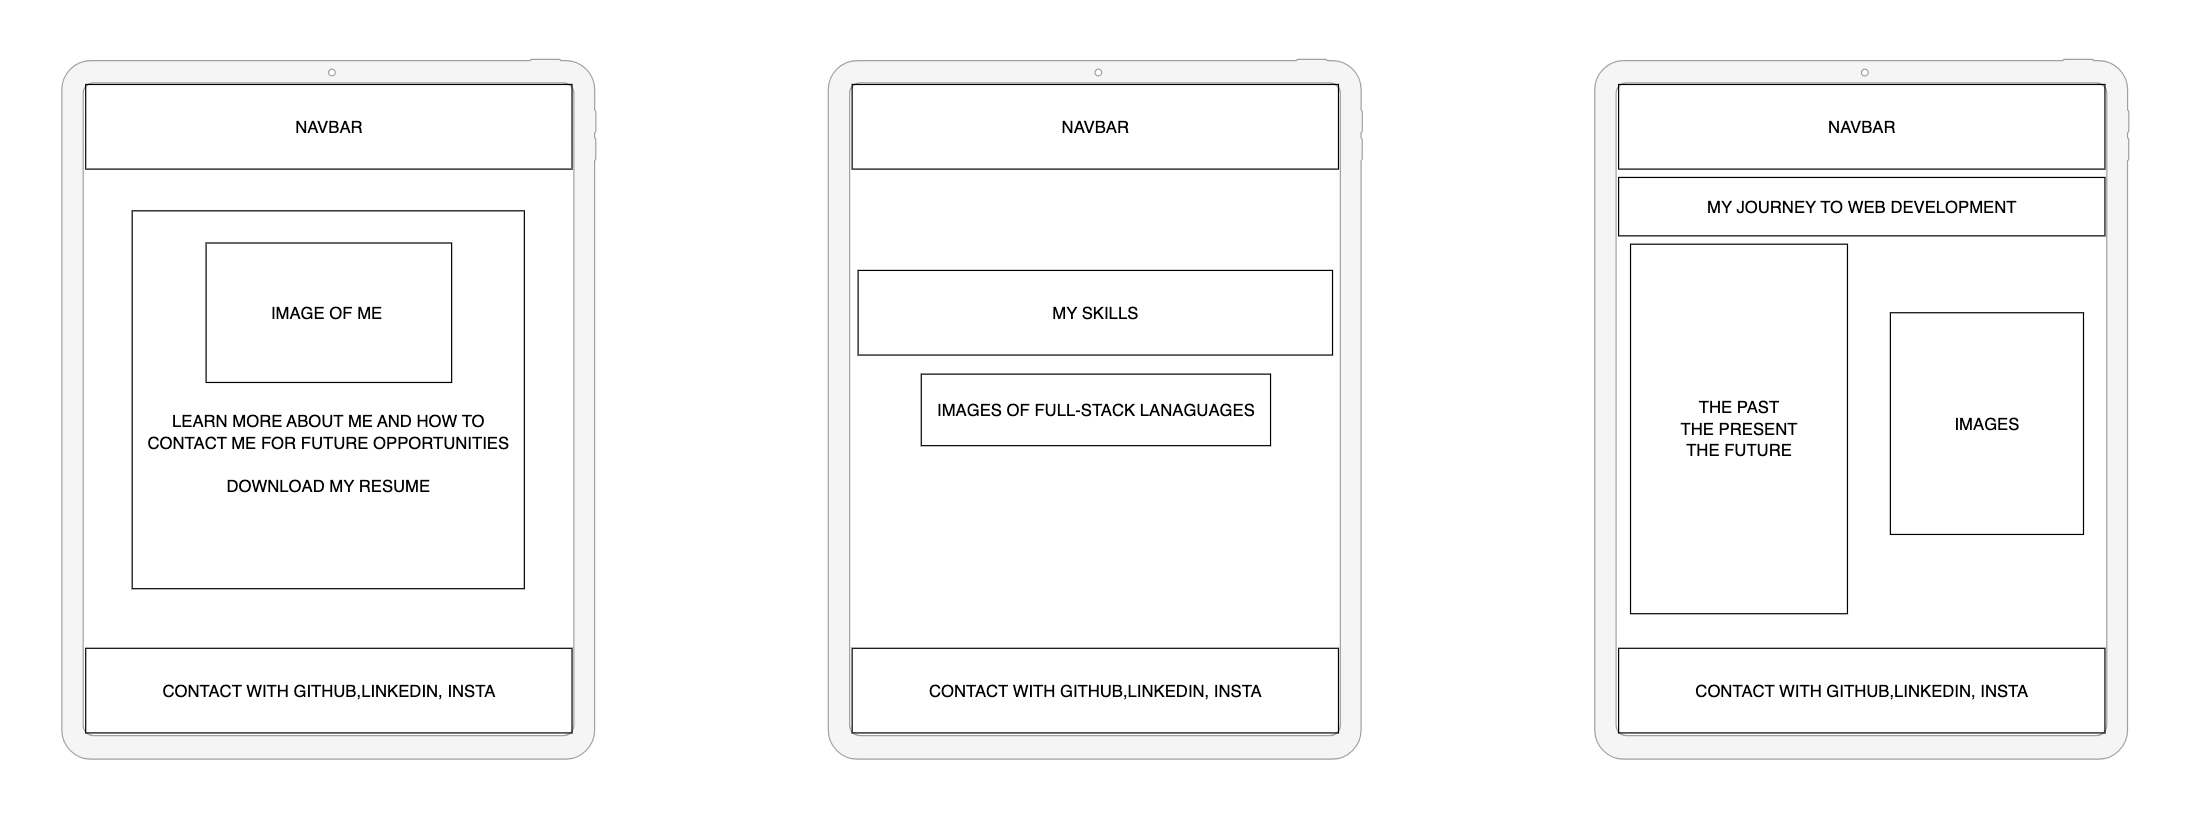 NAVBAR
IMAGE OF ME
LEARN MORE ABOUT ME AND HOW TO
CONTACT ME FOR FUTURE OPPORTUNITIES
DOWNLOAD MY RESUME
CONTACT WITH GITHUB,LINKEDIN, INSTA
NAVBAR
MY SKILLS
IMAGES OF FULL-STACK LANAGUAGES
CONTACT WITH GITHUB,LINKEDIN, INSTA
NAVBAR
MY JOURNEY TO WEB DEVELOPMENT
THE PAST
THE PRESENT
THE FUTURE
IMAGES
CONTACT WITH GITHUB,LINKEDIN, INSTA